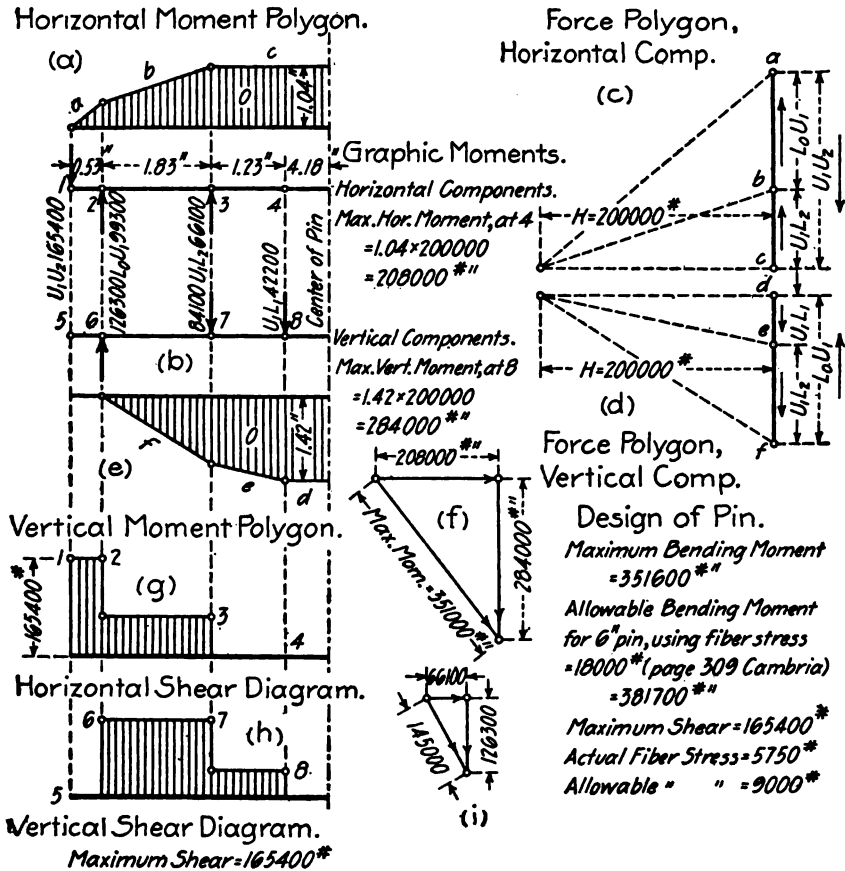 Horizontal Moment Polygon.
(a)
a
b
c
O
1.04"
0.53"
1.83"
1.23"
4.18"
Graphic Moments.
1
2
3
4
Horizontal Components.
Max. Hor. Moment, at 4
=1.04×200000
=208000#"
U1U2 165400
126300 L0U1 99300
84100 U1L2 66100
U1L1 42200
Center of Pin
5
6
7
8
(b)
Vertical Components.
Max. Vert. Moment, at 8
=1.42×200000
=284000#"
(e)
f
e
d
O
1.42"
Vertical Moment Polygon.
1
2
(g)
3
4
165400#
Horizontal Shear Diagram.
6
7
(h)
8
5
Vertical Shear Diagram.
Maximum Shear=165400#
Force Polygon,
Horizontal Comp.
(c)
a
b
c
H=200000#
L0U1
U1U2
U1L2
d
e
f
H=200000#
U1L1
U1L2
L0U1
(d)
Force Polygon,
Vertical Comp.
208000#"
(f)
284000#"
Max. Mom.=351000#"
66100
126300
145000
(i)
Design of Pin.
Maximum Bending Moment
=351600#"
Allowable Bending Moment
for 6" pin, using fiber stress
=18000# (page 309 Cambria)
=381700#"
Maximum Shear=165400#
Actual Fiber Stress=5750#
Allowable " " =9000#